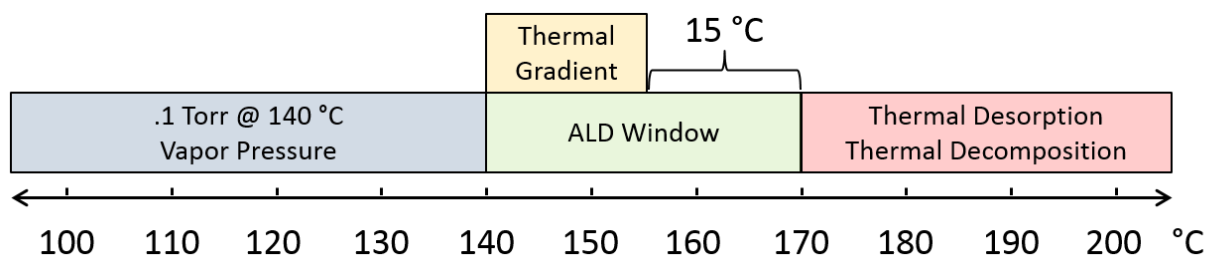 Thermal
Gradient
15 °C
.1 Torr @ 140 °C
Vapor Pressure
ALD Window
Thermal Desorption
Thermal Decomposition
100 110 120 130 140 150 160 170 180 190 200 °C